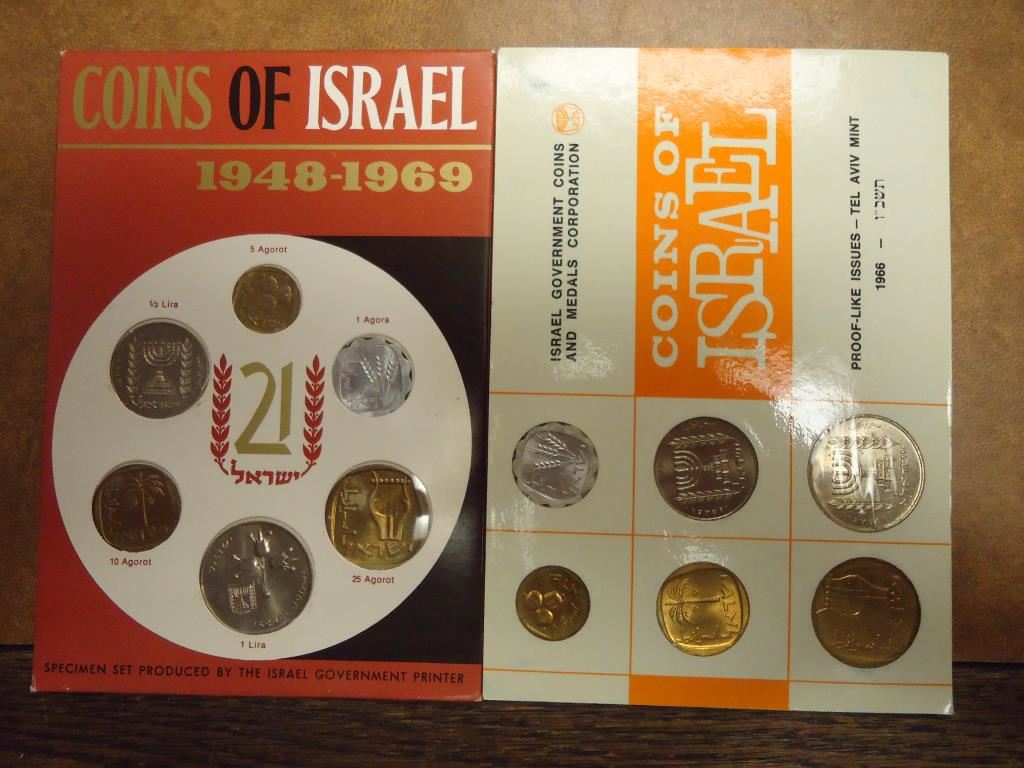 COINS OF ISRAEL
1948-1969
5 Agorot
½ Lira
1 Agora
21
ישראל
10 Agorot
25 Agorot
1 Lira
SPECIMEN SET PRODUCED BY THE ISRAEL GOVERNMENT PRINTER
ISRAEL GOVERNMENT COINS
AND MEDALS CORPORATION
COINS OF
ISRAEL
PROOF-LIKE ISSUES – TEL AVIV MINT
1966 – תשכ"ו